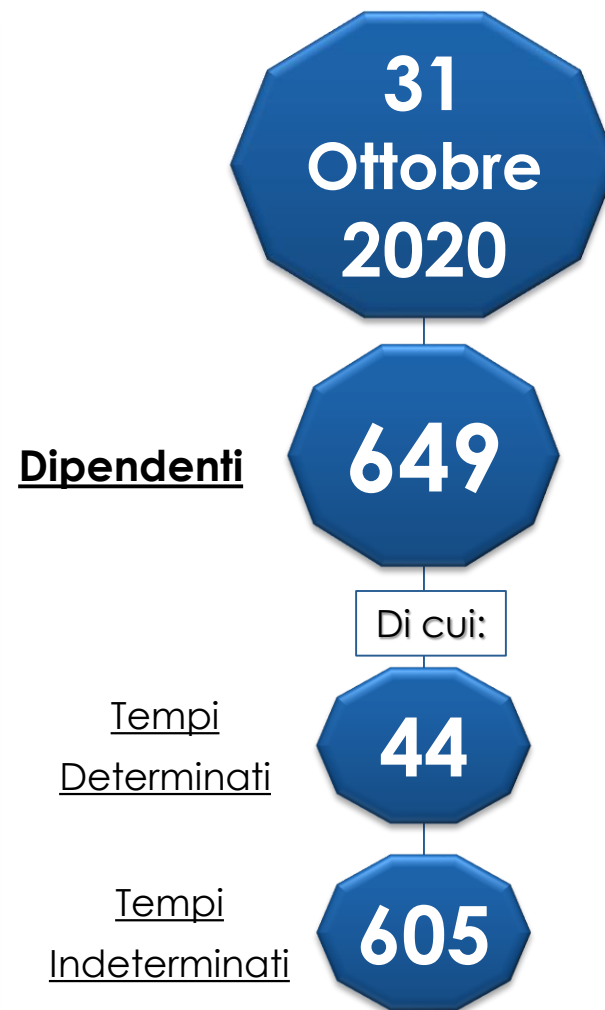 31
Ottobre
2020
Dipendenti
649
Di cui:
Tempi
Determinati
44
Tempi
Indeterminati
605